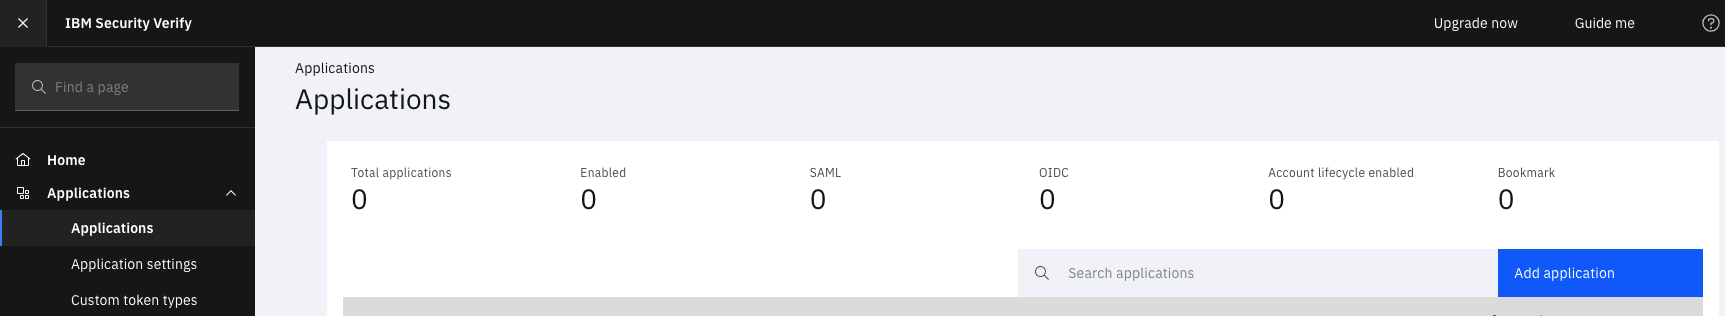 IBM Security Verify
Upgrade now
Guide me
Find a page
Home
Applications
Applications
Application settings
Custom token types
Applications
Applications
Total applications
0
Enabled
0
SAML
0
OIDC
0
Account lifecycle enabled
0
Bookmark
0
Search applications
Add application